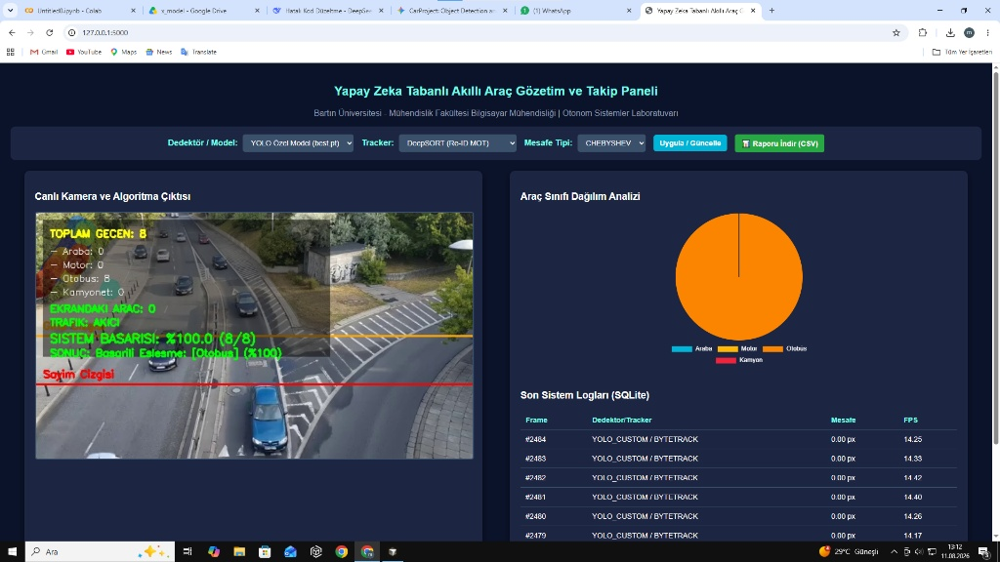 Untitled0.ipynb - Colab
x_model - Google Drive
Hatalı Kod Düzeltme - DeepSee
CarProject: Object Detection
(1) WhatsApp
Yapay Zeka Tabanlı Akıllı Araç G
127.0.0.1:5000
Gmail
YouTube
Maps
News
Translate
Tüm Yer İşaretleri
Yapay Zeka Tabanlı Akıllı Araç Gözetim ve Takip Paneli
Bartın Üniversitesi - Mühendislik Fakültesi Bilgisayar Mühendisliği | Otonom Sistemler Laboratuvarı
Dedektör / Model: YOLO Özel Model (best.pt) Tracker: DeepSORT (Re-ID MOT) Mesafe Tipi: CHEBYSHEV Uygula / Güncelle Raporu İndir (CSV)
Canlı Kamera ve Algoritma Çıktısı
TOPLAM GECEN: 8
- Araba: 0
- Motor: 0
- Otobus: 8
- Kamyonet: 0
EKRANDAKI ARAC: 0
TRAFIK: AKICI
SISTEM BASARISI: %100.0 (8/8)
SONUC: Basarili Eslesme: [Otobus] (%100)
Sayim Cizgisi
Araç Sınıfı Dağılım Analizi
Araba Motor Otobüs
Kamyon
Son Sistem Logları (SQLite)
Frame Dedektör/Tracker Mesafe FPS
#2484 YOLO_CUSTOM / BYTETRACK 0.00 px 14.25
#2483 YOLO_CUSTOM / BYTETRACK 0.00 px 14.33
#2482 YOLO_CUSTOM / BYTETRACK 0.00 px 14.42
#2481 YOLO_CUSTOM / BYTETRACK 0.00 px 14.40
#2480 YOLO_CUSTOM / BYTETRACK 0.00 px 14.26
#2479 YOLO_CUSTOM / BYTETRACK 0.00 px 14.17
Ara
29°C Güneşli
13:12
11.08.2026